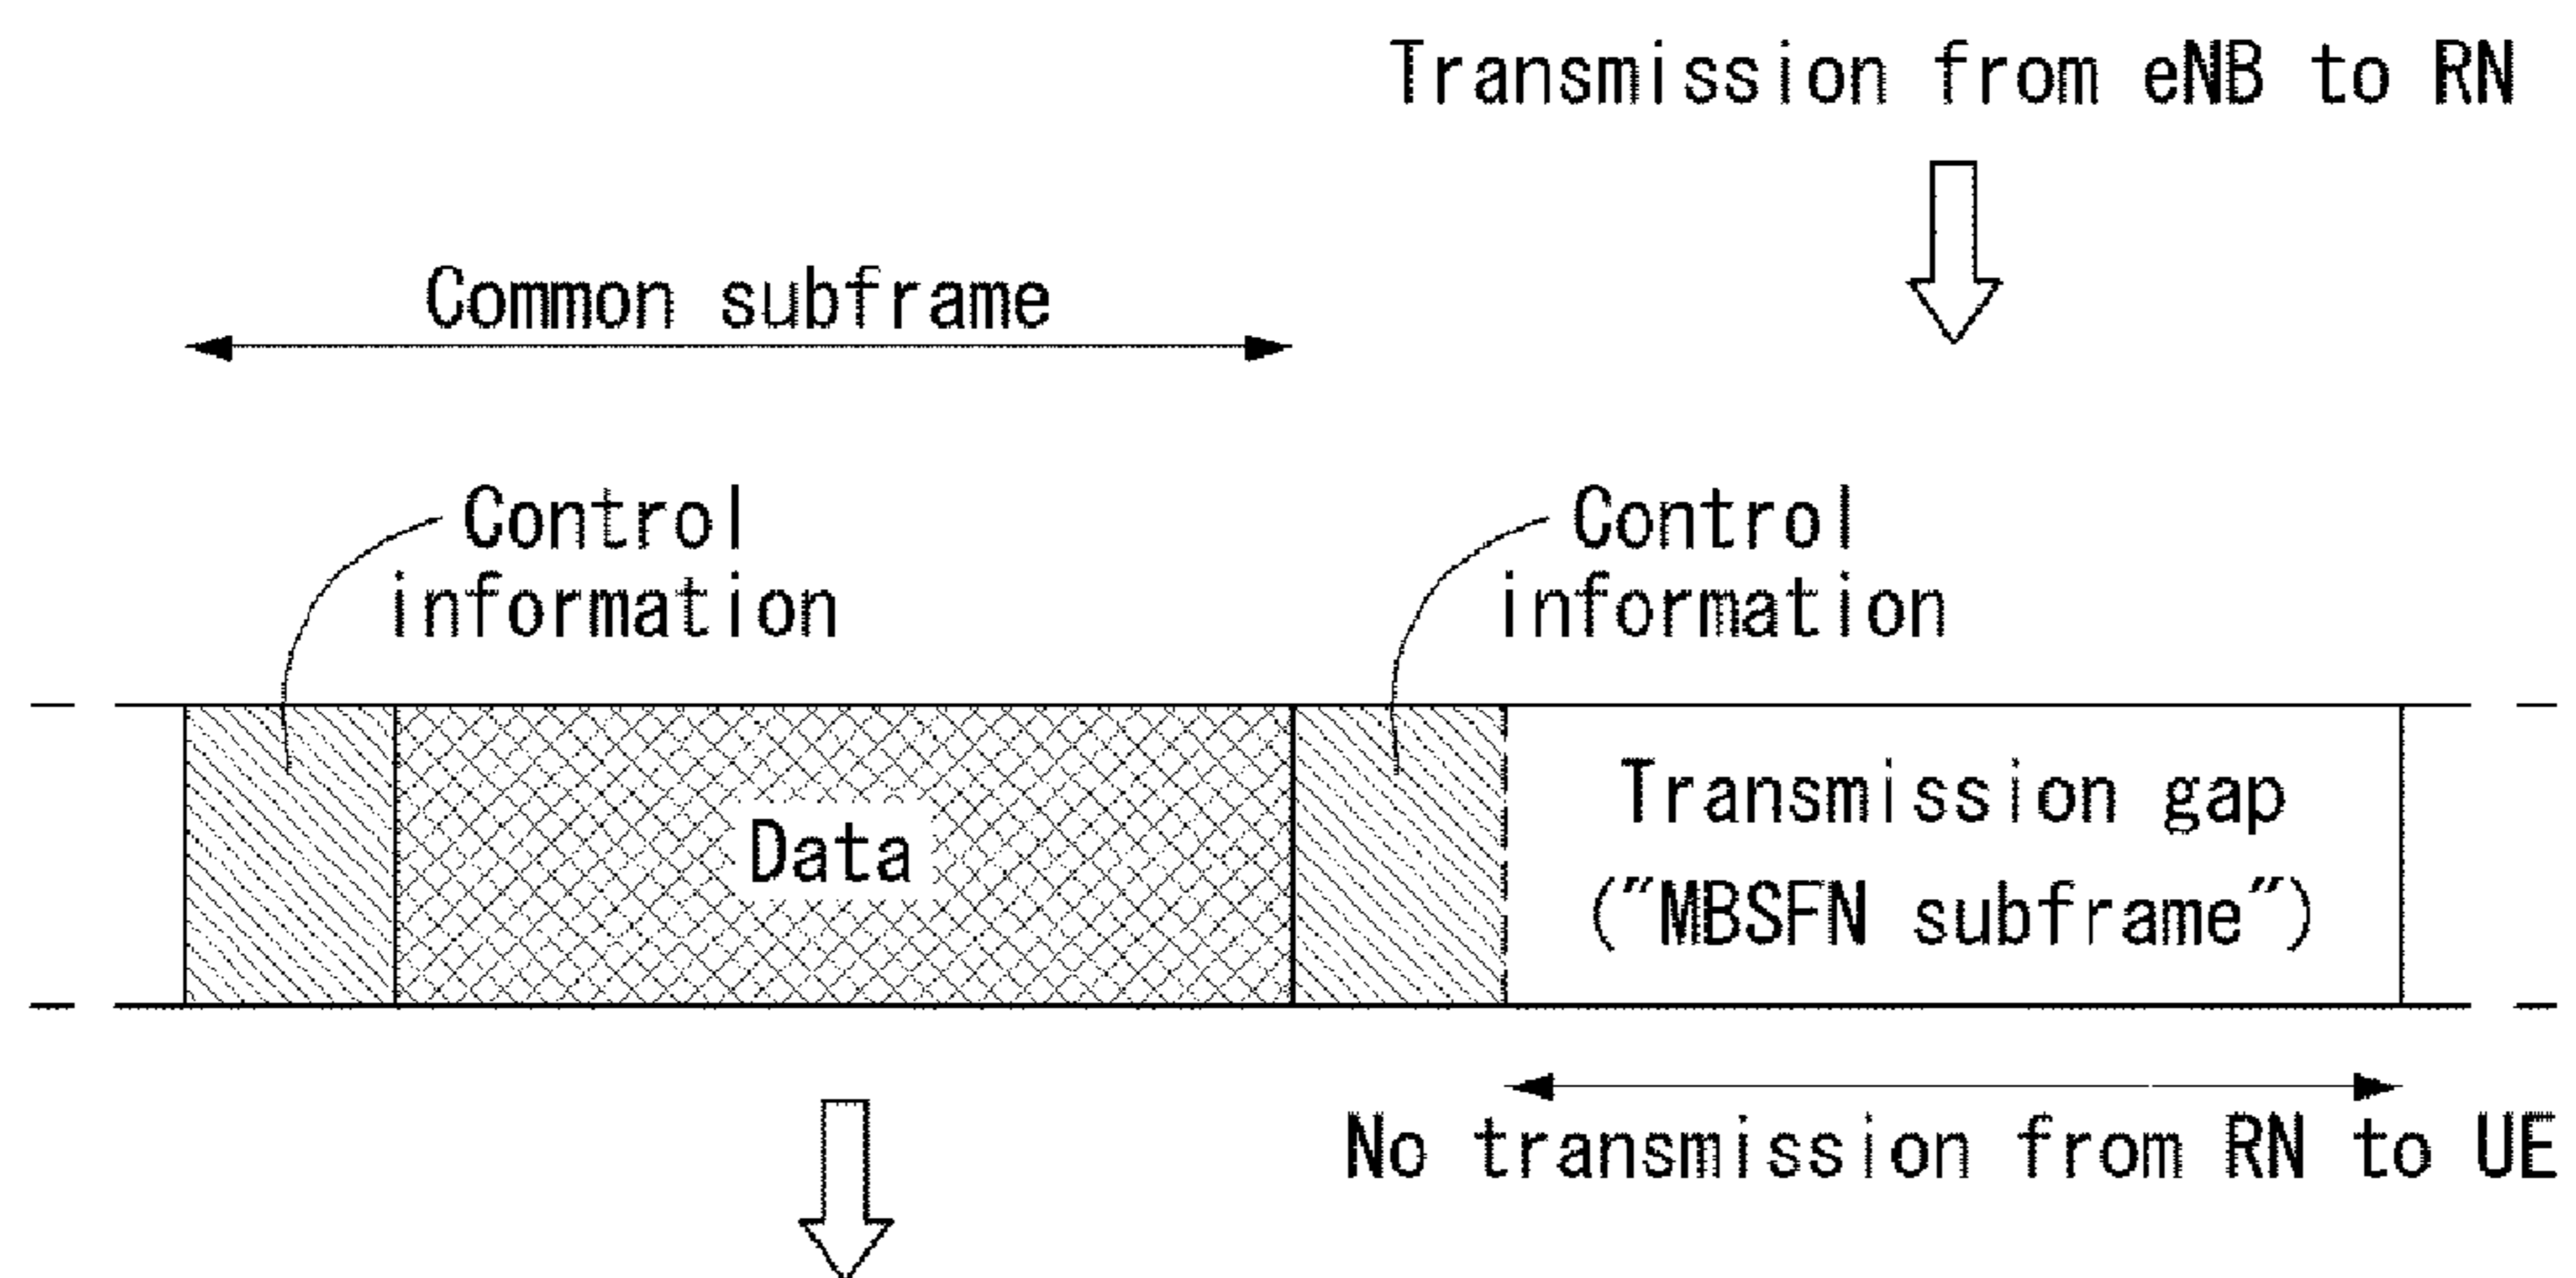 Transmission from eNB to RN
Common subframe
Control
information
Control
information
Data
Transmission gap
("MBSFN subframe")
No transmission from RN to UE